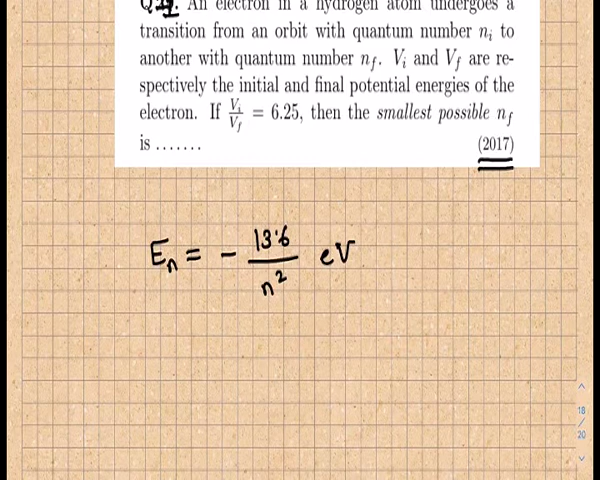 An electron in a hydrogen atom undergoes a
transition from an orbit with quantum number n_i to
another with quantum number n_f. V_i and V_f are re-
spectively the initial and final potential energies of the
electron. If V_i/V_f = 6.25, then the smallest possible n_f
is ....... (2017)
E_n = - 13.6/n² eV
18
/
20